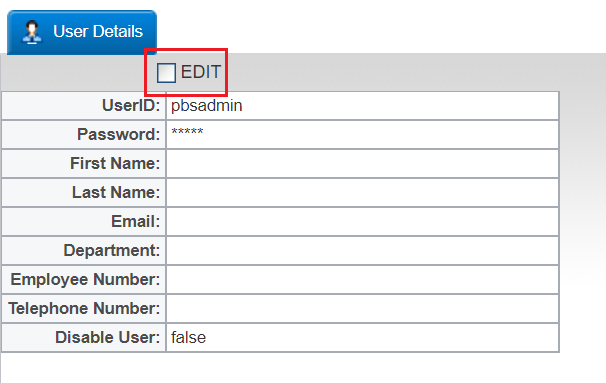 User Details
EDIT
UserID: pbsadmin
Password: *****
First Name:
Last Name:
Email:
Department:
Employee Number:
Telephone Number:
Disable User: false